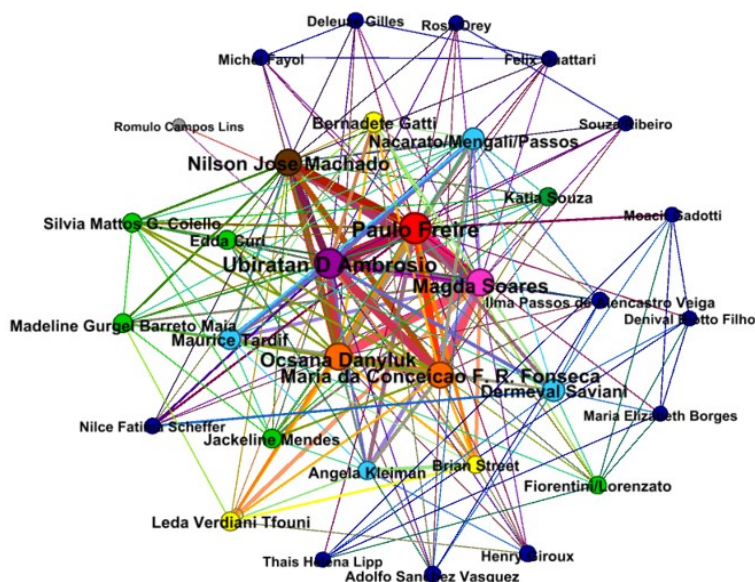 Deleuze Gilles
Rosa Drey
Michel Fayol
Felix Guattari
Romulo Campos Lins
Bernadete Gatti
Souza Ribeiro
Nacarato/Mengali/Passos
Nilson Jose Machado
Katia Souza
Silvia Mattos G. Colello
Moacir Gadotti
Paulo Freire
Edda Curi
Ubiratan D Ambrosio
Magda Soares
Ilma Passos de Alencastro Veiga
Madeline Gurgel Barreto Maia
Denival Biotto Filho
Maurice Tardif
Ocsana Danyluk
Maria da Conceicao F. R. Fonseca
Dermeval Saviani
Nilce Fatima Scheffer
Maria Elizabeth Borges
Jackeline Mendes
Angela Kleiman
Brian Street
Fiorentini/Lorenzato
Leda Verdiani Tfouni
Thais Helena Lipp
Henry Giroux
Adolfo Sanchez Vasquez